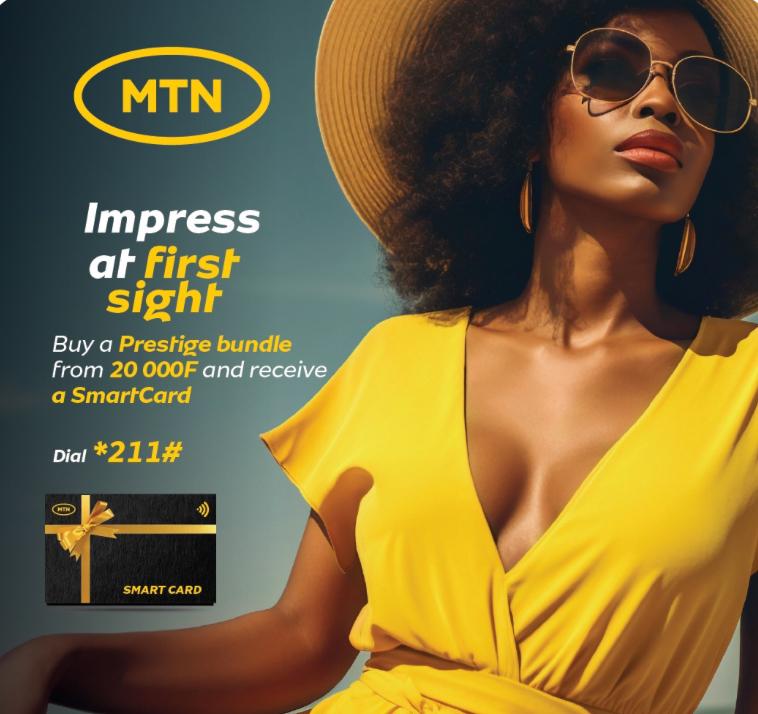 MTN
Impress
at first
sight
Buy a Prestige bundle
from 20 000F and receive
a SmartCard
Dial *211#
MTN
SMART CARD